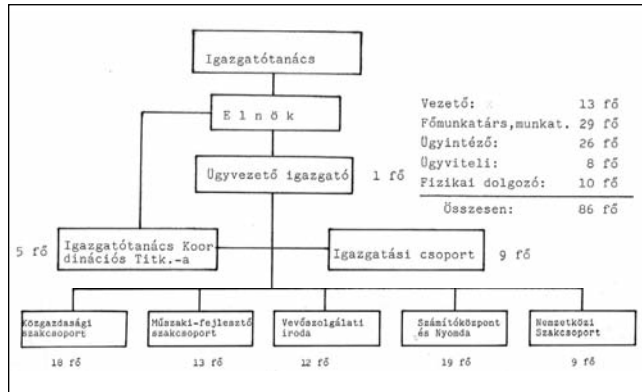 Igazgatótanács
E l n ö k
Ügyvezető igazgató
1 fő
Vezető: 13 fő
Főmunkatárs,munkat. 29 fő
Ügyintéző: 26 fő
Ügyviteli: 8 fő
Fizikai dolgozó: 10 fő
Összesen: 86 fő
5 fő
Igazgatótanács Koor
dinációs Titk.-a
Igazgatási csoport
9 fő
Közgazdasági
szakcsoport
18 fő
Műszaki-fejlesztő
szakcsoport
13 fő
Vevőszolgálati
iroda
12 fő
Számítóközpont
és Nyomda
19 fő
Nemzetközi
Szakcsoport
9 fő